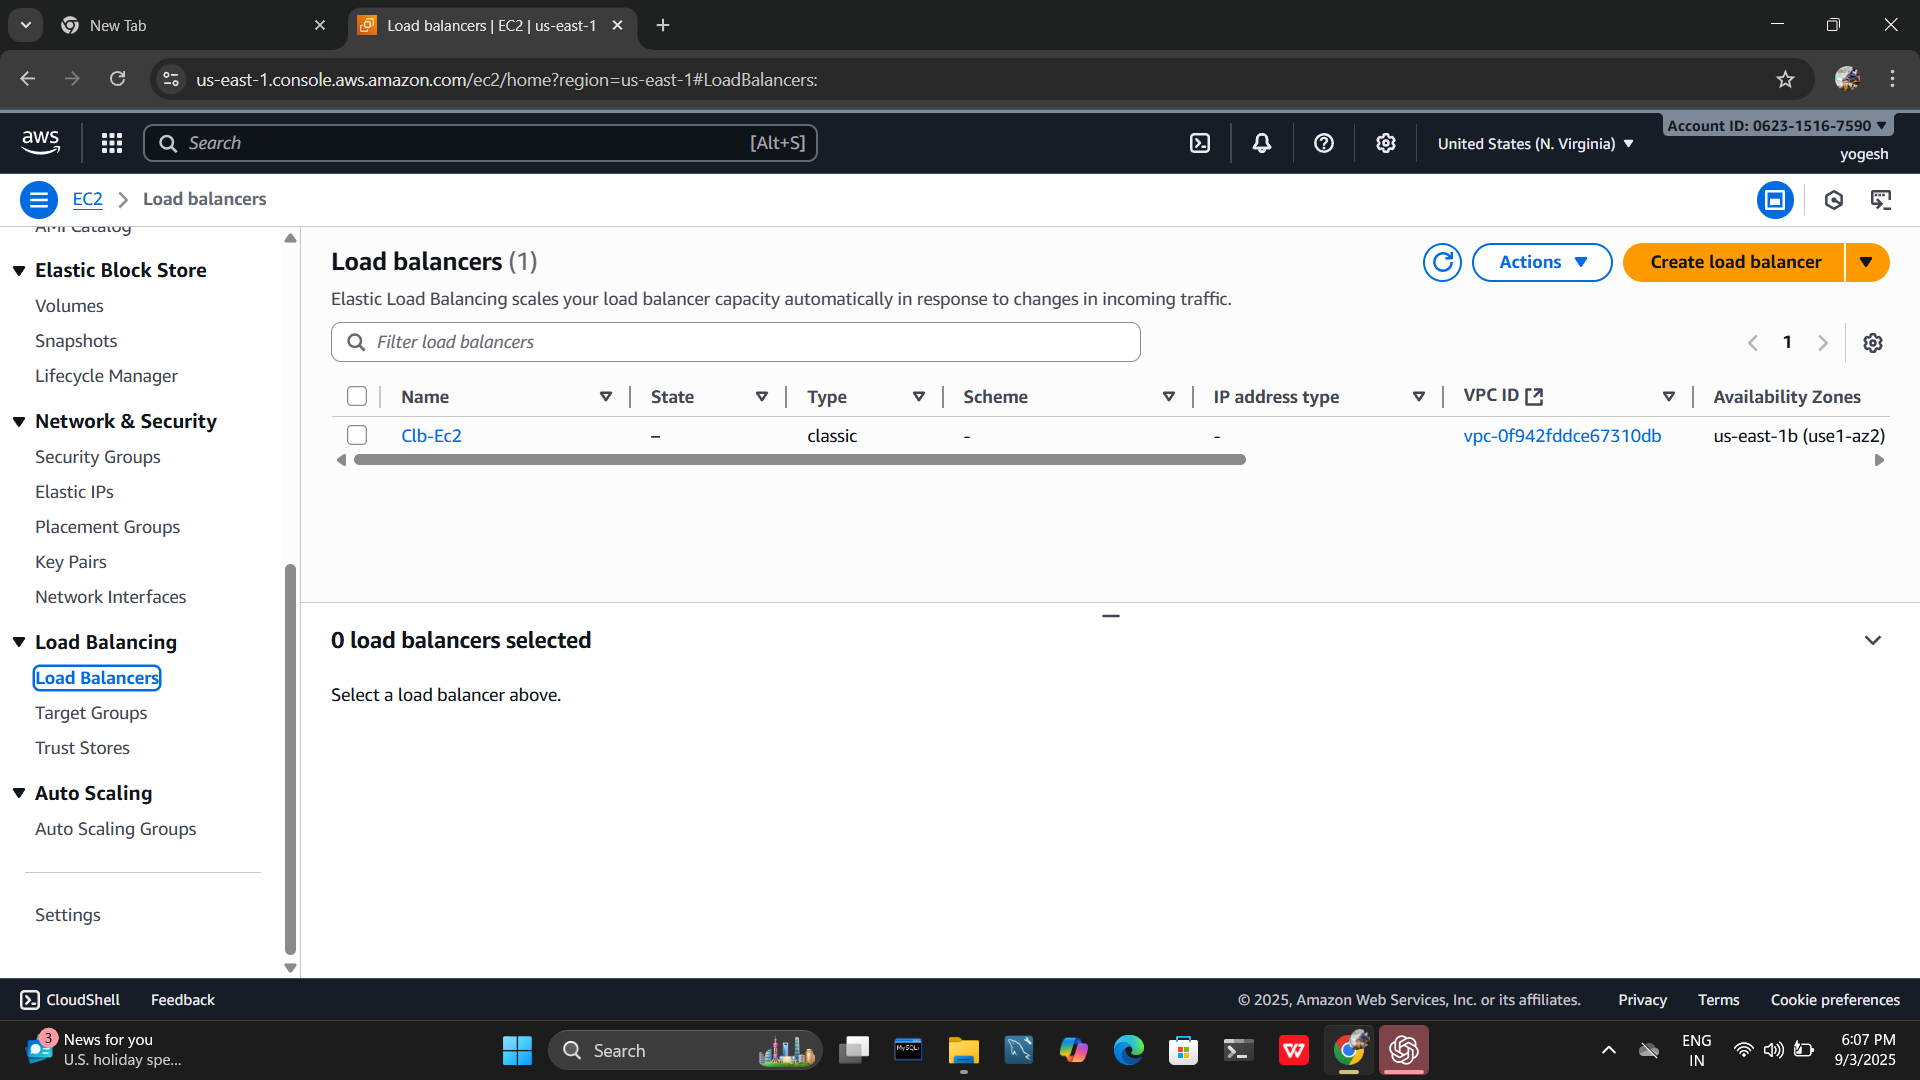 New Tab
Load balancers | EC2 | us-east-1
us-east-1.console.aws.amazon.com/ec2/home?region=us-east-1#LoadBalancers:
aws
Search
[Alt+S]
United States (N. Virginia)
Account ID: 0623-1516-7590
yogesh
EC2
Load balancers
AMI Catalog
Elastic Block Store
Volumes
Snapshots
Lifecycle Manager
Network & Security
Security Groups
Elastic IPs
Placement Groups
Key Pairs
Network Interfaces
Load Balancing
Load Balancers
Target Groups
Trust Stores
Auto Scaling
Auto Scaling Groups
Settings
Load balancers (1)
Actions
Create load balancer
Elastic Load Balancing scales your load balancer capacity automatically in response to changes in incoming traffic.
Filter load balancers
1
Name State Type Scheme IP address type VPC ID Availability Zones
Clb-Ec2 – classic - - vpc-0f942fddce67310db us-east-1b (use1-az2)
0 load balancers selected
Select a load balancer above.
CloudShell Feedback
© 2025, Amazon Web Services, Inc. or its affiliates. Privacy Terms Cookie preferences
3
News for you
U.S. holiday spe...
Search
MySQL
W
ENG
IN
6:07 PM
9/3/2025